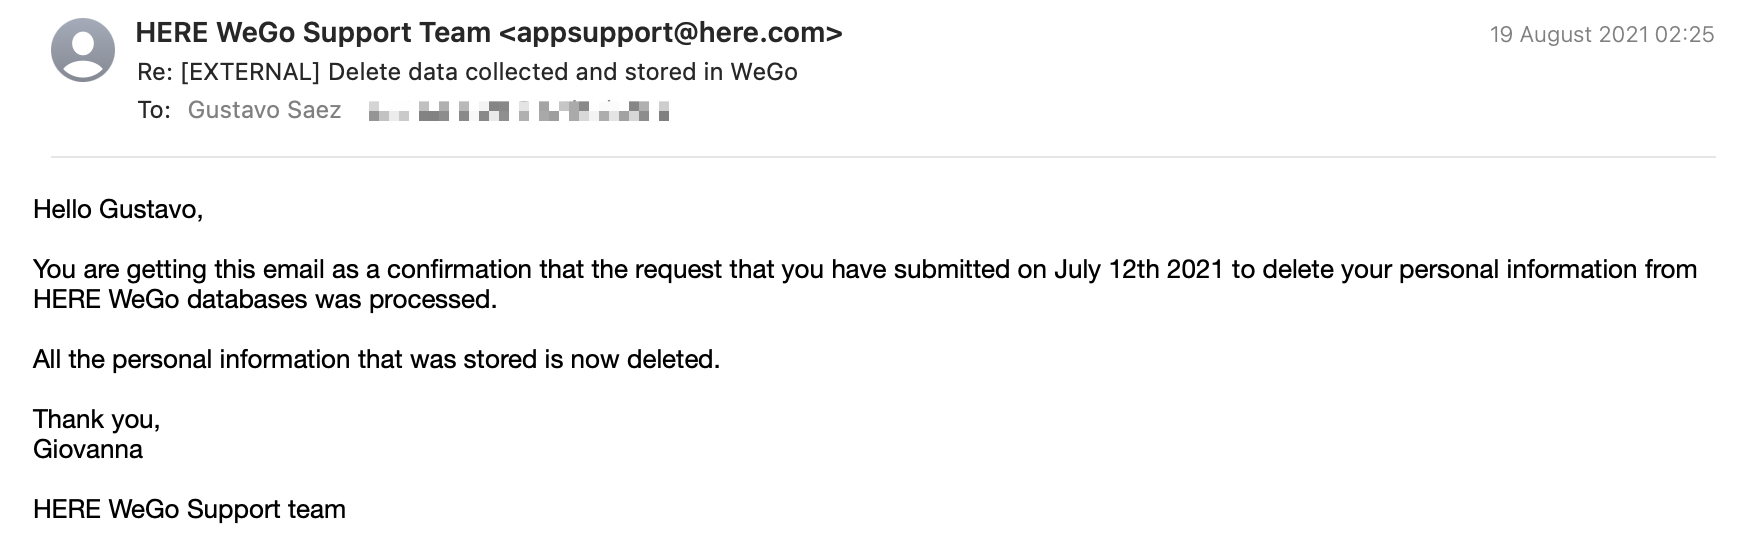 HERE WeGo Support Team <appsupport@here.com>
19 August 2021 02:25
Re: [EXTERNAL] Delete data collected and stored in WeGo
To: Gustavo Saez
Hello Gustavo,
You are getting this email as a confirmation that the request that you have submitted on July 12th 2021 to delete your personal information from
HERE WeGo databases was processed.
All the personal information that was stored is now deleted.
Thank you,
Giovanna
HERE WeGo Support team